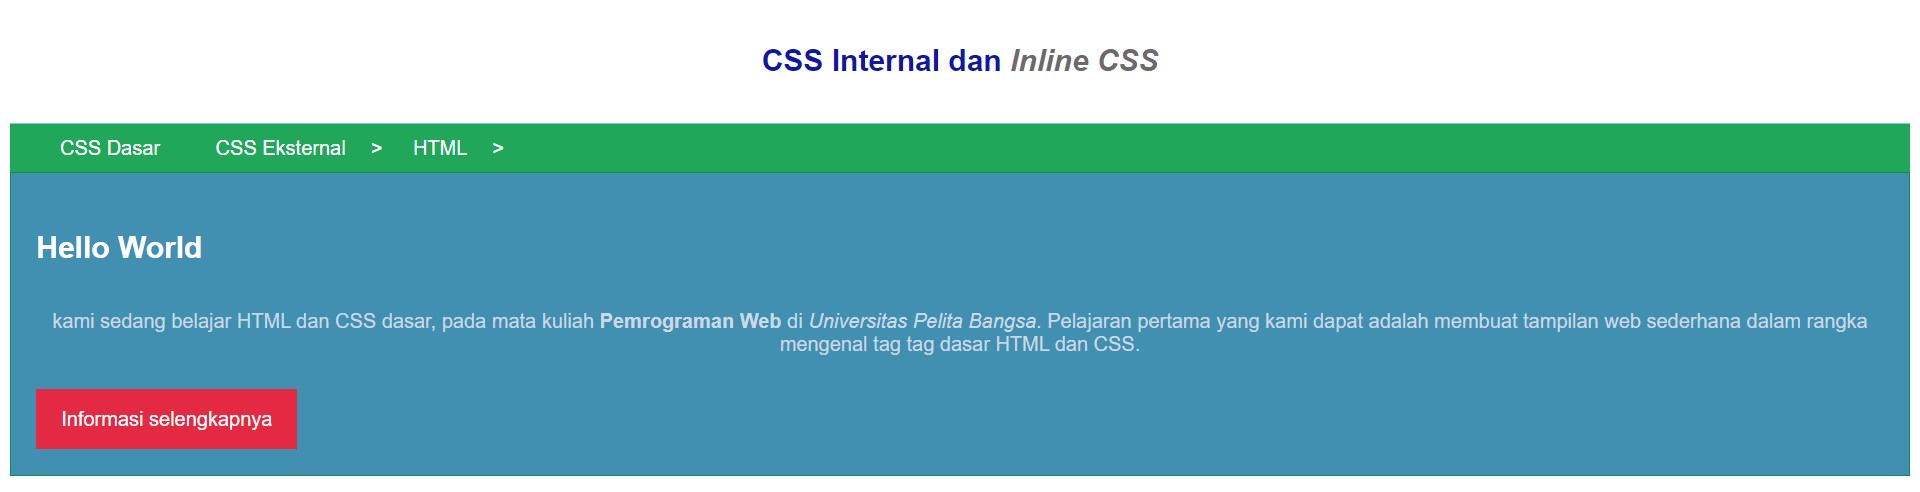 CSS Internal dan Inline CSS
CSS Dasar CSS Eksternal > HTML >
Hello World
kami sedang belajar HTML dan CSS dasar, pada mata kuliah Pemrograman Web di Universitas Pelita Bangsa. Pelajaran pertama yang kami dapat adalah membuat tampilan web sederhana dalam rangka
mengenal tag tag dasar HTML dan CSS.
Informasi selengkapnya